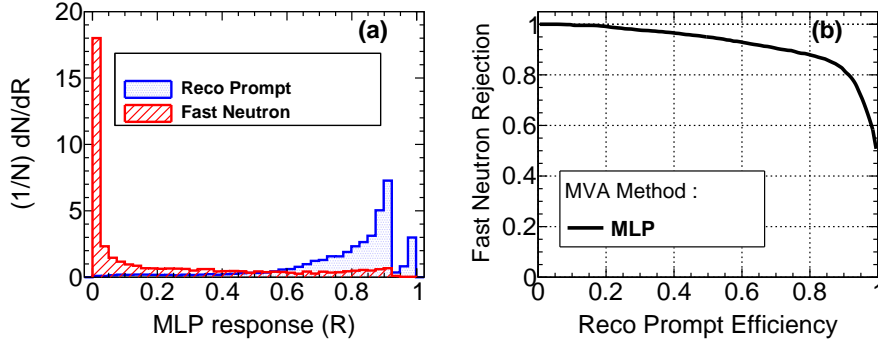 (a)
20
15
10
5
0
(1/N) dN/dR
Reco Prompt
Fast Neutron
0 0.2 0.4 0.6 0.8 1
MLP response (R)
(b)
1
0.8
0.6
0.4
0.2
0
Fast Neutron Rejection
MVA Method :
MLP
0 0.2 0.4 0.6 0.8 1
Reco Prompt Efficiency